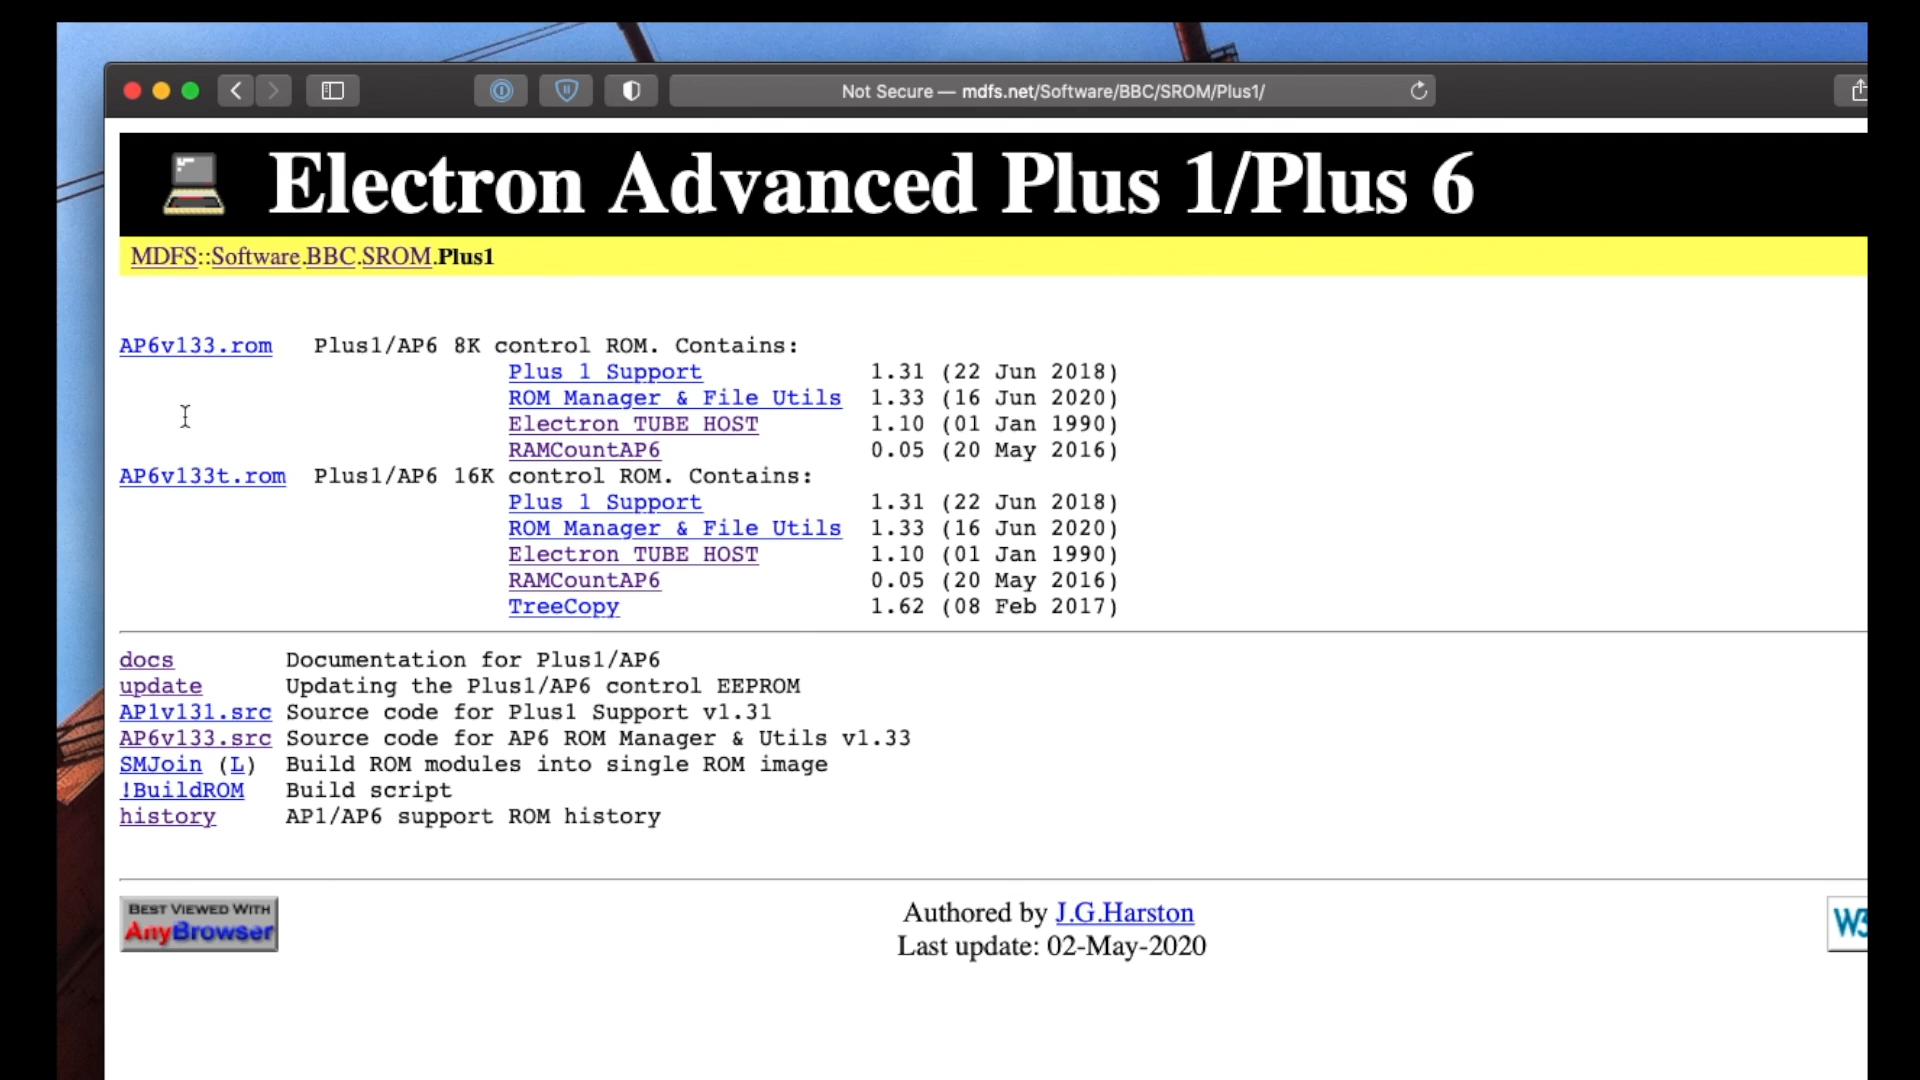 Not Secure — mdfs.net/Software/BBC/SROM/Plus1/
Electron Advanced Plus 1/Plus 6
MDFS::Software.BBC.SROM.Plus1
AP6v133.rom Plus1/AP6 8K control ROM. Contains:
Plus 1 Support 1.31 (22 Jun 2018)
ROM Manager & File Utils 1.33 (16 Jun 2020)
Electron TUBE HOST 1.10 (01 Jan 1990)
RAMCountAP6 0.05 (20 May 2016)
AP6v133t.rom Plus1/AP6 16K control ROM. Contains:
Plus 1 Support 1.31 (22 Jun 2018)
ROM Manager & File Utils 1.33 (16 Jun 2020)
Electron TUBE HOST 1.10 (01 Jan 1990)
RAMCountAP6 0.05 (20 May 2016)
TreeCopy 1.62 (08 Feb 2017)
docs Documentation for Plus1/AP6
update Updating the Plus1/AP6 control EEPROM
AP1v131.src Source code for Plus1 Support v1.31
AP6v133.src Source code for AP6 ROM Manager & Utils v1.33
SMJoin (L) Build ROM modules into single ROM image
!BuildROM Build script
history AP1/AP6 support ROM history
BEST VIEWED WITH
AnyBrowser
Authored by J.G.Harston
Last update: 02-May-2020
W3